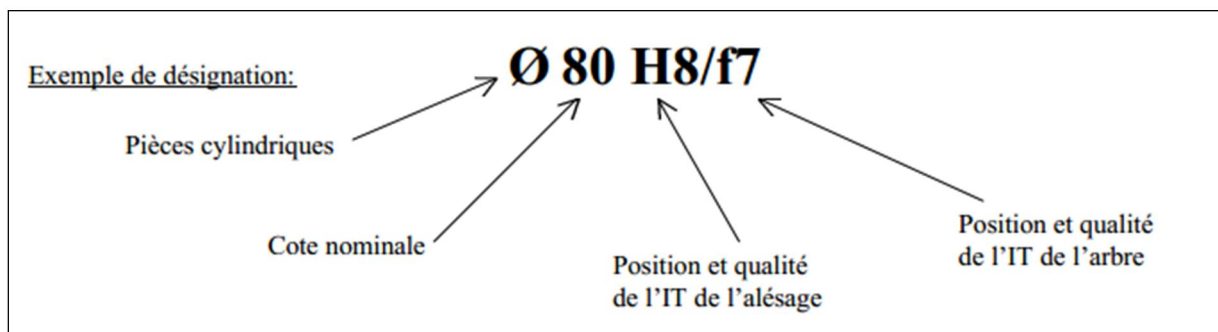 Exemple de désignation:
Ø 80 H8/f7
Pièces cylindriques
Cote nominale
Position et qualité
de l'IT de l'alésage
Position et qualité
de l'IT de l'arbre